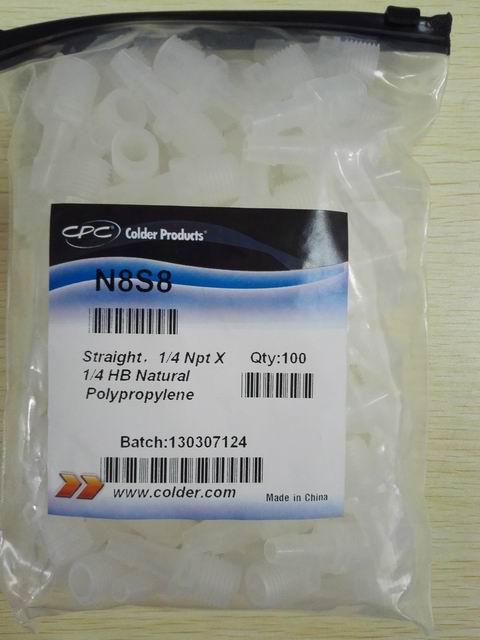 CPC Colder Products®
N8S8
Straight, 1/4 Npt X Qty:100
1/4 HB Natural
Polypropylene
Batch:130307124
www.colder.com
Made in China